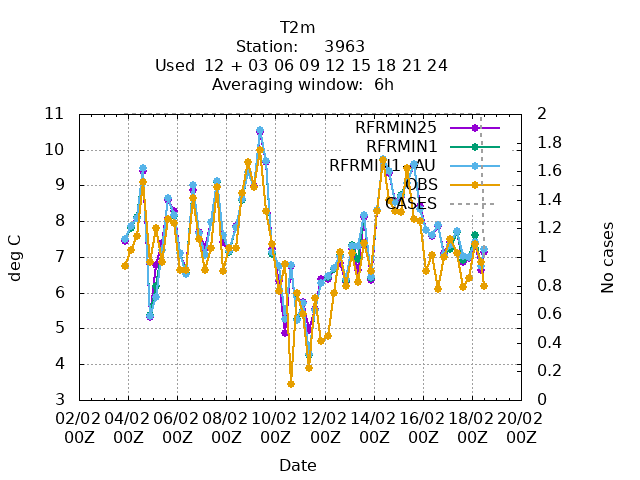 T2m
Station: 3963
Used 12 + 03 06 09 12 15 18 21 24
Averaging window: 6h
11 2
RFRMIN25
1.8
RFRMIN1
10
RFRMIN1_AU 1.6
9 OBS
1.4
CASES
8 1.2
deg C
7 1
No cases
0.8
6
0.6
5
0.4
4
0.2
3 0
02/02 04/02 06/02 08/02 10/02 12/02 14/02 16/02 18/02 20/02
00Z 00Z 00Z 00Z 00Z 00Z 00Z 00Z 00Z 00Z
Date